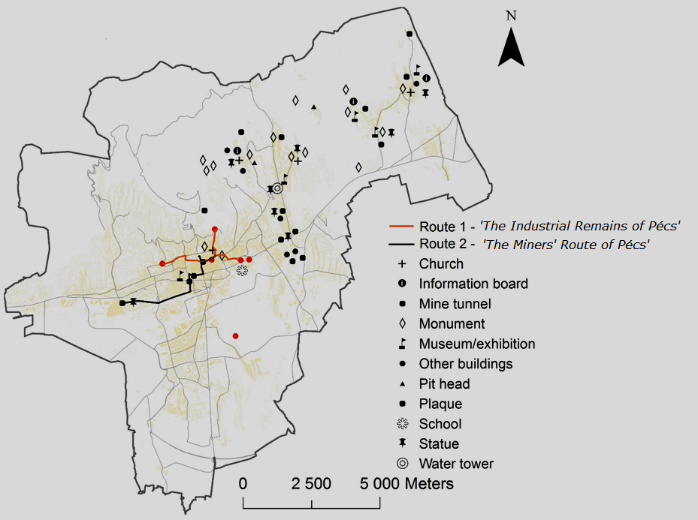 N
Route 1 - 'The Industrial Remains of Pécs'
Route 2 - 'The Miners' Route of Pécs'
Church
Information board
Mine tunnel
Monument
Museum/exhibition
Other buildings
Pit head
Plaque
School
Statue
Water tower
0 2 500 5 000 Meters